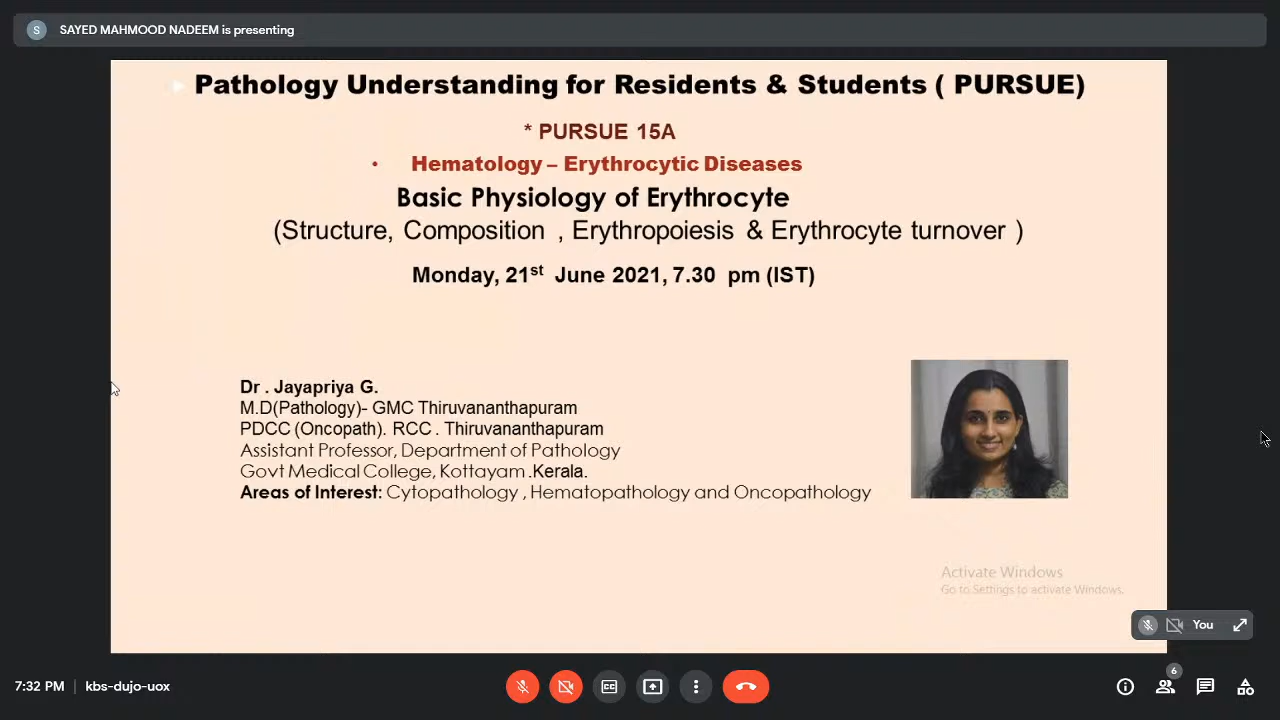 S SAYED MAHMOOD NADEEM is presenting
Pathology Understanding for Residents & Students ( PURSUE)
* PURSUE 15A
• Hematology – Erythrocytic Diseases
Basic Physiology of Erythrocyte
(Structure, Composition , Erythropoiesis & Erythrocyte turnover )
Monday, 21st June 2021, 7.30 pm (IST)
Dr . Jayapriya G.
M.D(Pathology)- GMC Thiruvananthapuram
PDCC (Oncopath). RCC . Thiruvananthapuram
Assistant Professor, Department of Pathology
Govt Medical College, Kottayam .Kerala.
Areas of Interest: Cytopathology , Hematopathology and Oncopathology
Activate Windows
Go to Settings to activate Windows.
You
7:32 PM | kbs-dujo-uox
CC
6